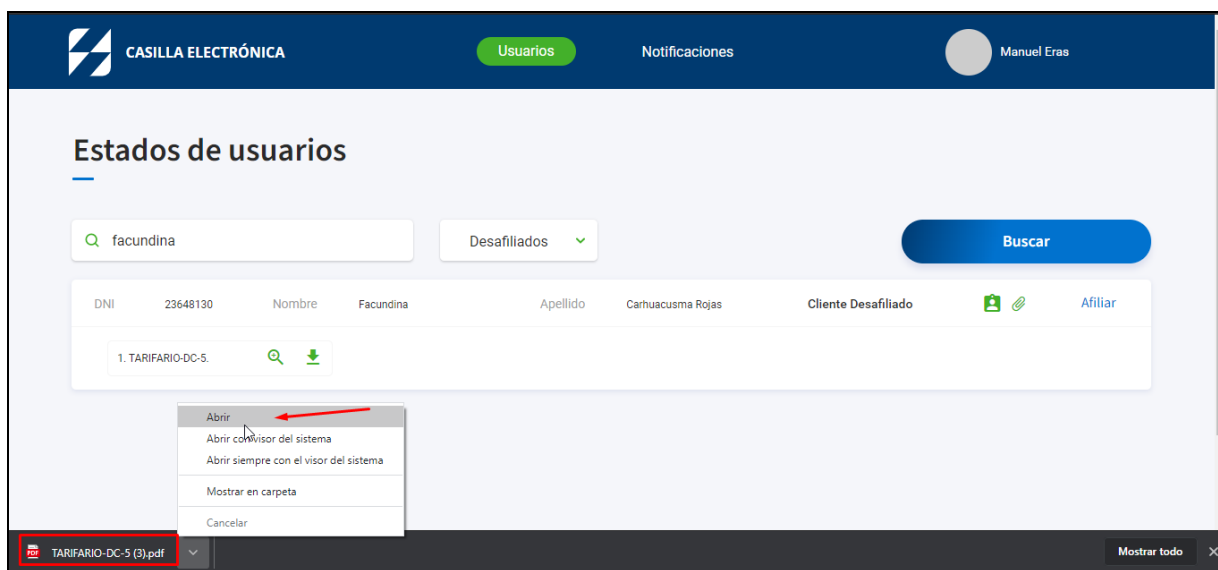 CASILLA ELECTRÓNICA Usuarios Notificaciones Manuel Eras
Estados de usuarios
facundina Desafiliados Buscar
DNI 23648130 Nombre Facundina Apellido Carhuacusma Rojas Cliente Desafiliado Afiliar
1. TARIFARIO-DC-5.
Abrir
Abrir con visor del sistema
Abrir siempre con el visor del sistema
Mostrar en carpeta
Cancelar
PDF TARIFARIO-DC-5 (3).pdf Mostrar todo